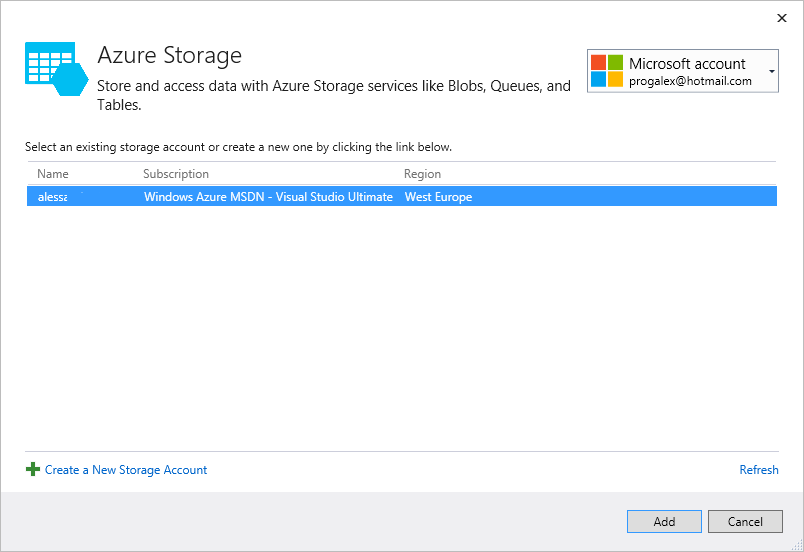 Azure Storage
Store and access data with Azure Storage services like Blobs, Queues, and
Tables.
Microsoft account
progalex@hotmail.com
Select an existing storage account or create a new one by clicking the link below.
Name Subscription Region
Windows Azure MSDN - Visual Studio Ultimate West Europe
Create a New Storage Account Refresh
Add Cancel